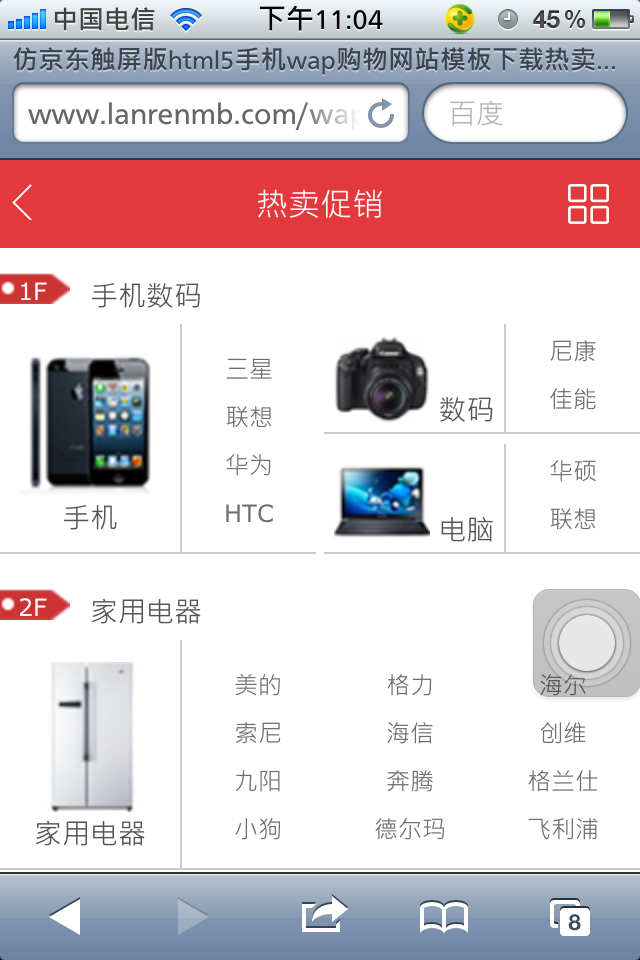 中国电信 下午11:04 45%
仿京东触屏版html5手机wap购物网站模板下载热卖...
www.lanrenmb.com/wap 百度
热卖促销
1F 手机数码
手机
三星
联想
华为
HTC
数码
尼康
佳能
电脑
华硕
联想
2F 家用电器
家用电器
美的 格力 海尔
索尼 海信 创维
九阳 奔腾 格兰仕
小狗 德尔玛 飞利浦
8